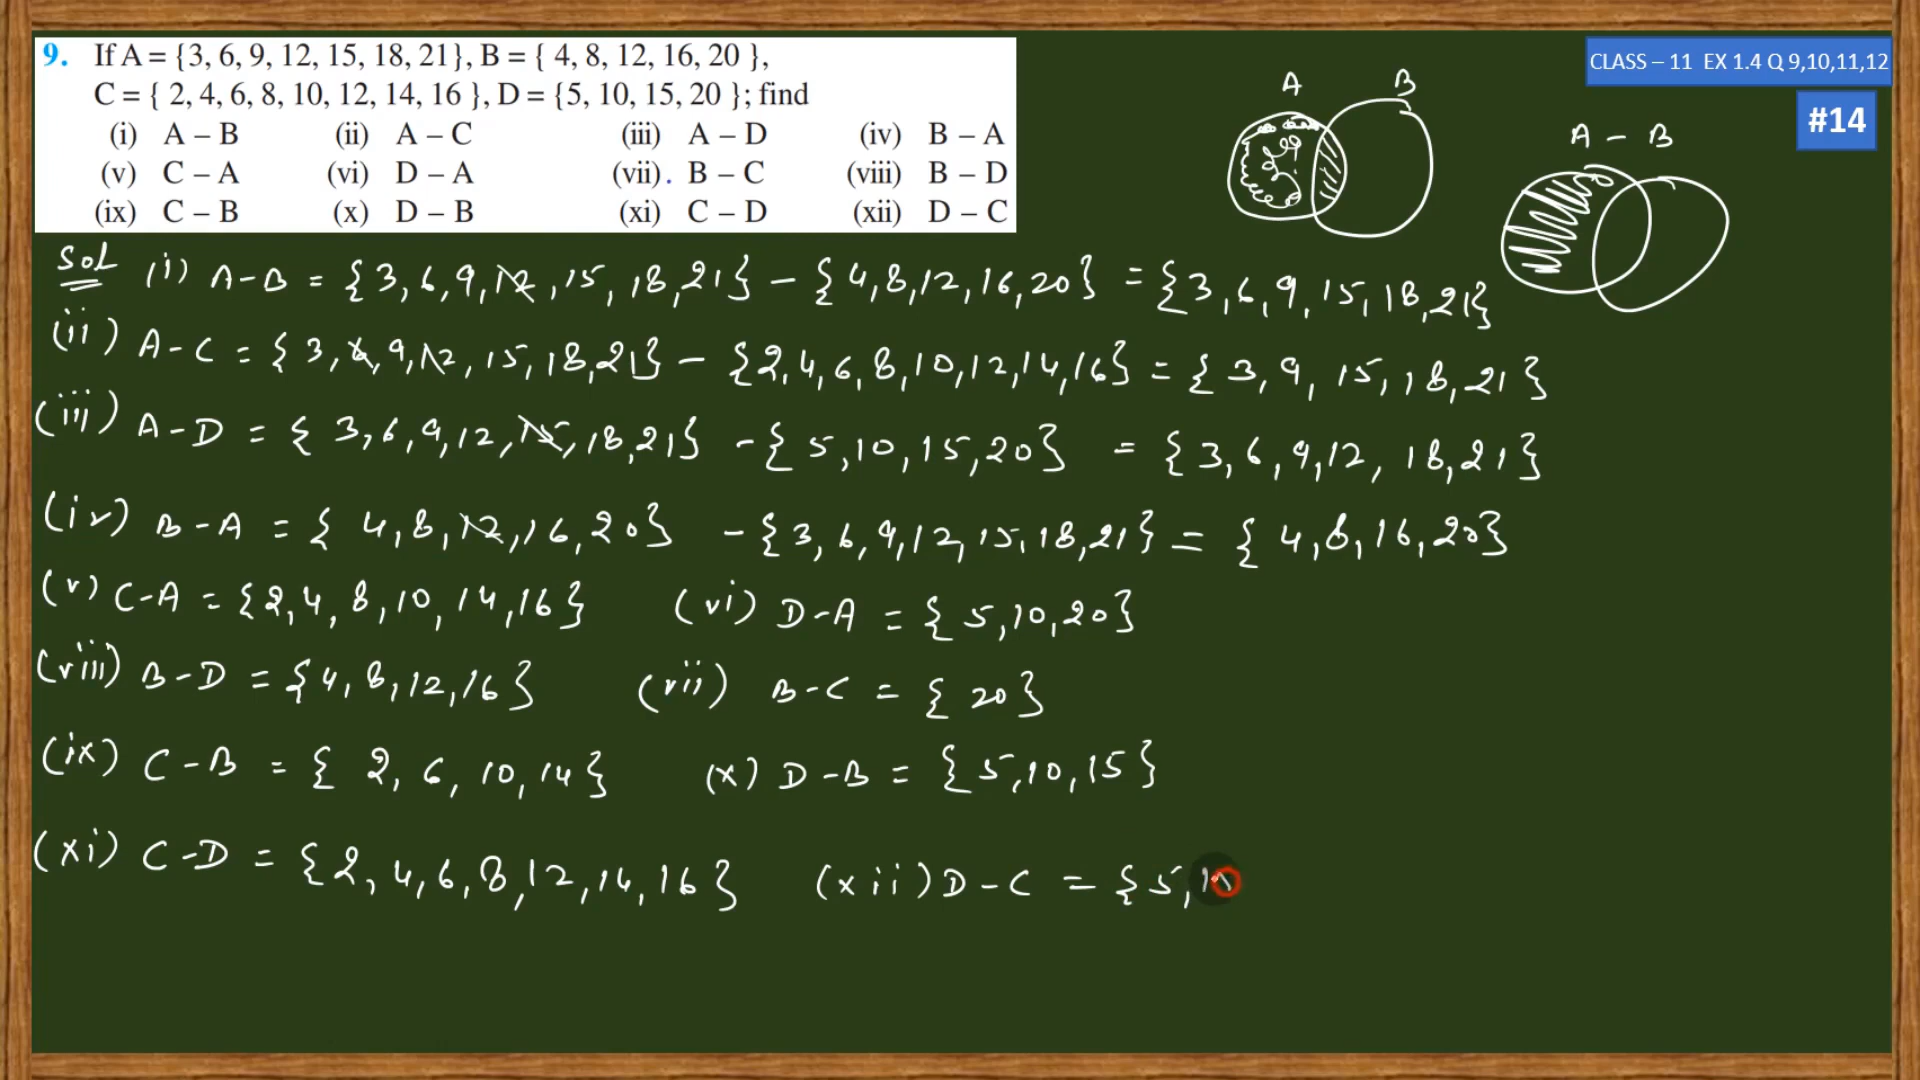 9. If A = {3, 6, 9, 12, 15, 18, 21}, B = { 4, 8, 12, 16, 20 },
C = { 2, 4, 6, 8, 10, 12, 14, 16 }, D = {5, 10, 15, 20 }; find
(i) A – B (ii) A – C (iii) A – D (iv) B – A
(v) C – A (vi) D – A (vii). B – C (viii) B – D
(ix) C – B (x) D – B (xi) C – D (xii) D – C
CLASS – 11 EX 1.4 Q 9,10,11,12
#14
A B
A - B
Sol (i) A-B = {3,6,9,12,15,18,21} - {4,8,12,16,20} = {3,6,9,15,18,21}
(ii) A-C = {3,6,9,12,15,18,21} - {2,4,6,8,10,12,14,16} = {3,9,15,18,21}
(iii) A-D = {3,6,9,12,15,18,21} - {5,10,15,20} = {3,6,9,12,18,21}
(iv) B-A = {4,8,12,16,20} - {3,6,9,12,15,18,21} = {4,8,16,20}
(v) C-A = {2,4,8,10,14,16} (vi) D-A = {5,10,20}
(viii) B-D = {4,8,12,16} (vii) B-C = {20}
(ix) C-B = {2,6,10,14} (x) D-B = {5,10,15}
(xi) C-D = {2,4,6,8,12,14,16} (xii) D-C = {5,1